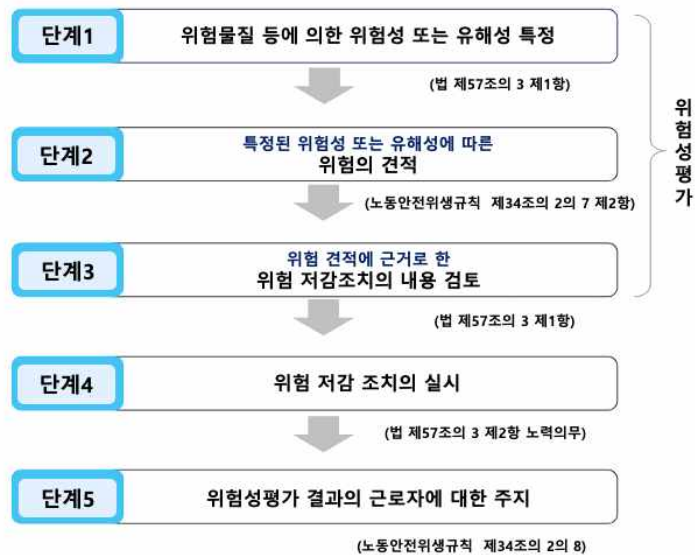 단계1
위험물질 등에 의한 위험성 또는 유해성 특정
(법 제57조의 3 제1항)
단계2
특정된 위험성 또는 유해성에 따른
위험의 견적
(노동안전위생규칙 제34조의 2의 7 제2항)
단계3
위험 견적에 근거로 한
위험 저감조치의 내용 검토
(법 제57조의 3 제1항)
위험성평가
단계4
위험 저감 조치의 실시
(법 제57조의 3 제2항 노력의무)
단계5
위험성평가 결과의 근로자에 대한 주지
(노동안전위생규칙 제34조의 2의 8)